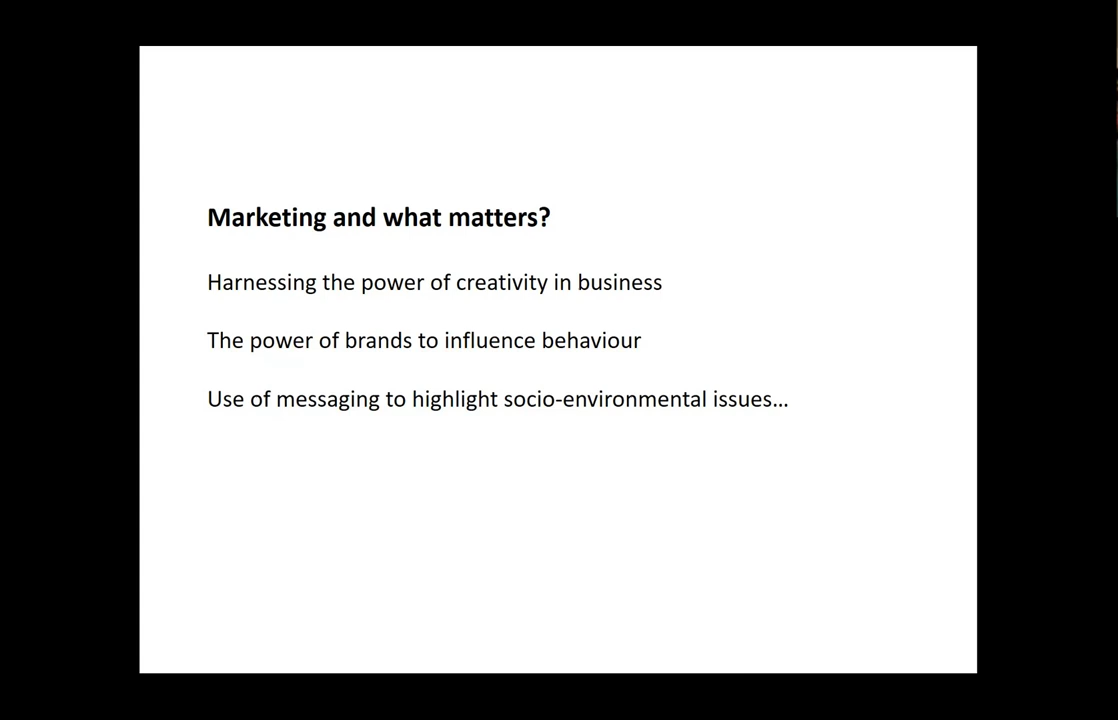 Marketing and what matters?
Harnessing the power of creativity in business
The power of brands to influence behaviour
Use of messaging to highlight socio-environmental issues…